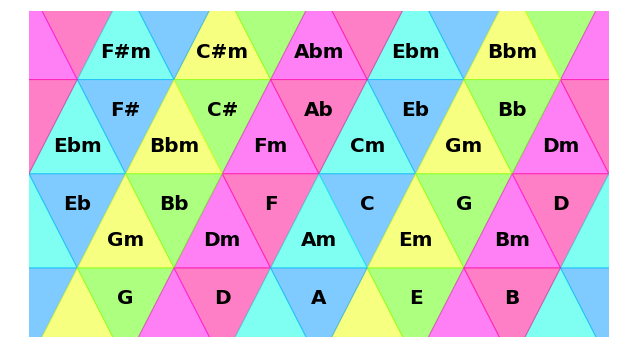 F#m C#m Abm Ebm Bbm
F# C# Ab Eb Bb
Ebm Bbm Fm Cm Gm Dm
Eb Bb F C G D
Gm Dm Am Em Bm
G D A E B